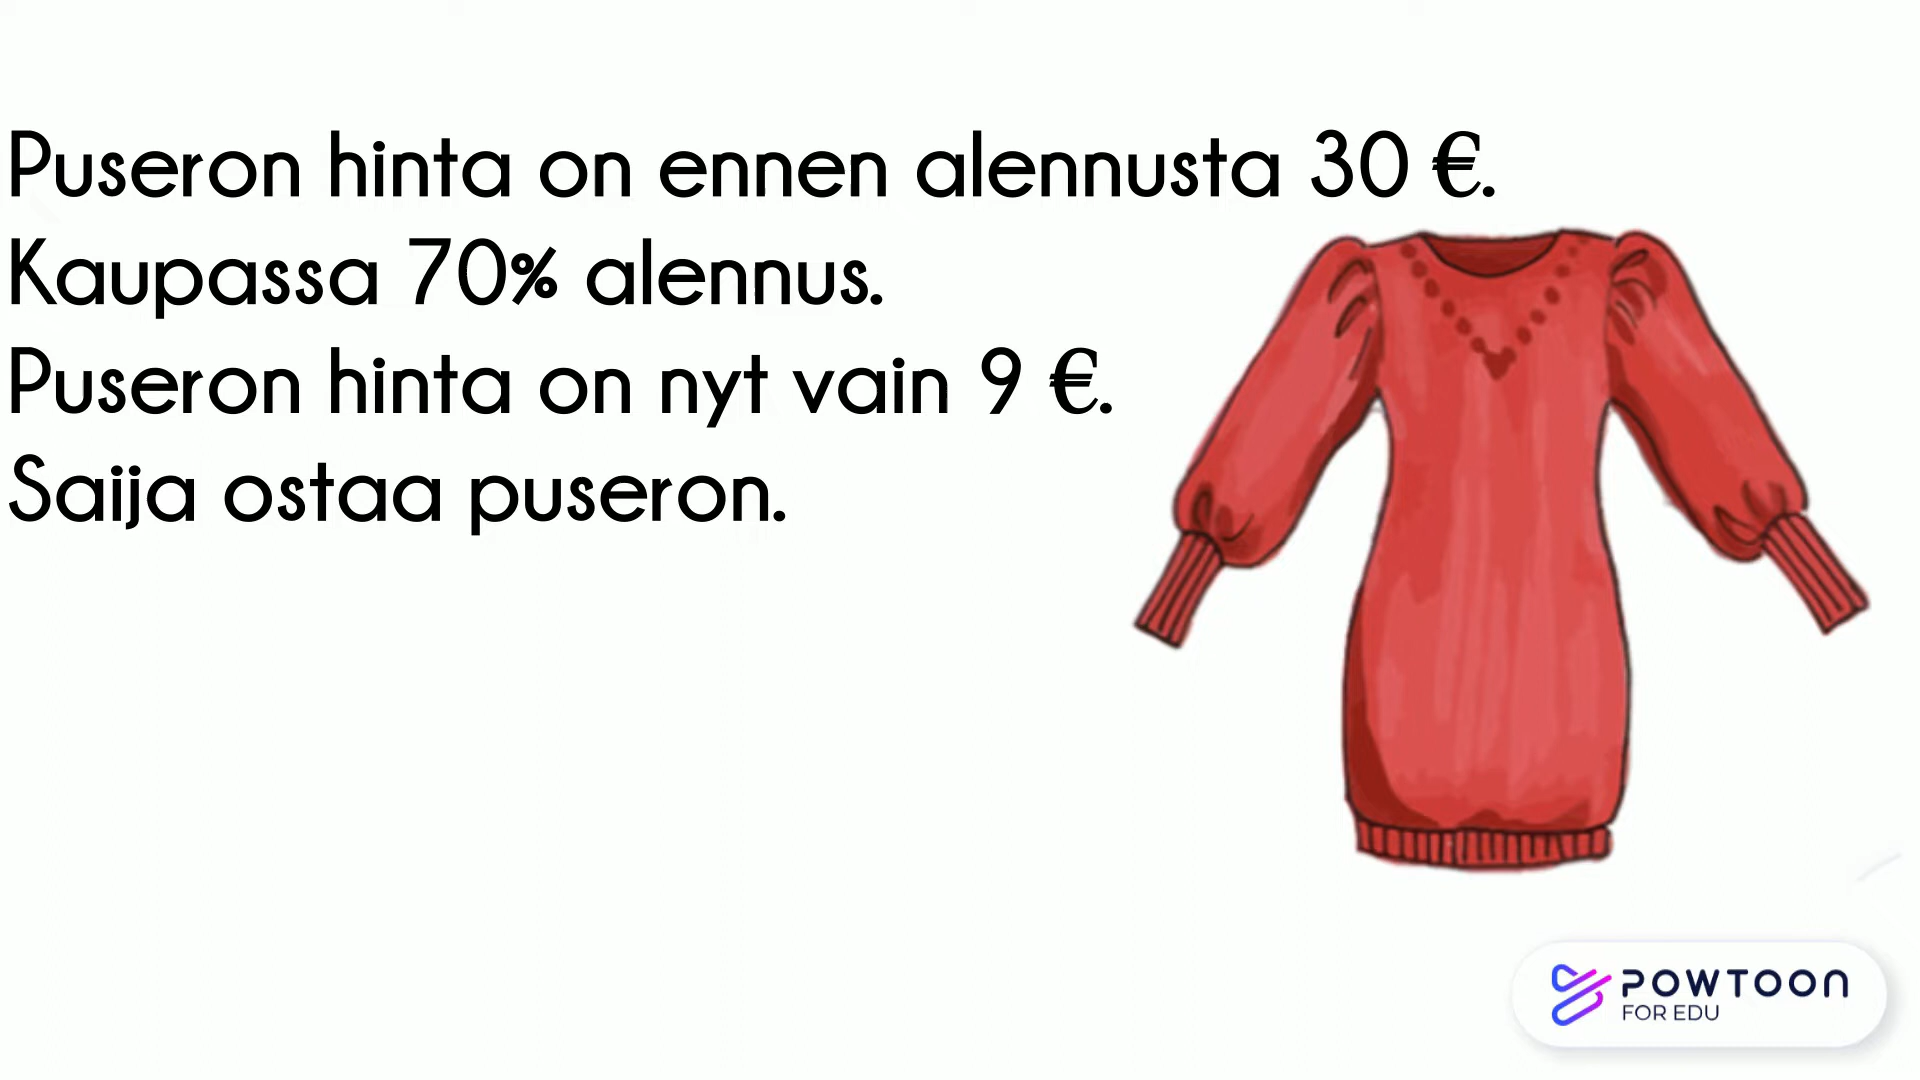 Puseron hinta on ennen alennusta 30 €.
Kaupassa 70% alennus.
Puseron hinta on nyt vain 9 €.
Saija ostaa puseron.
POWTOON
FOR EDU